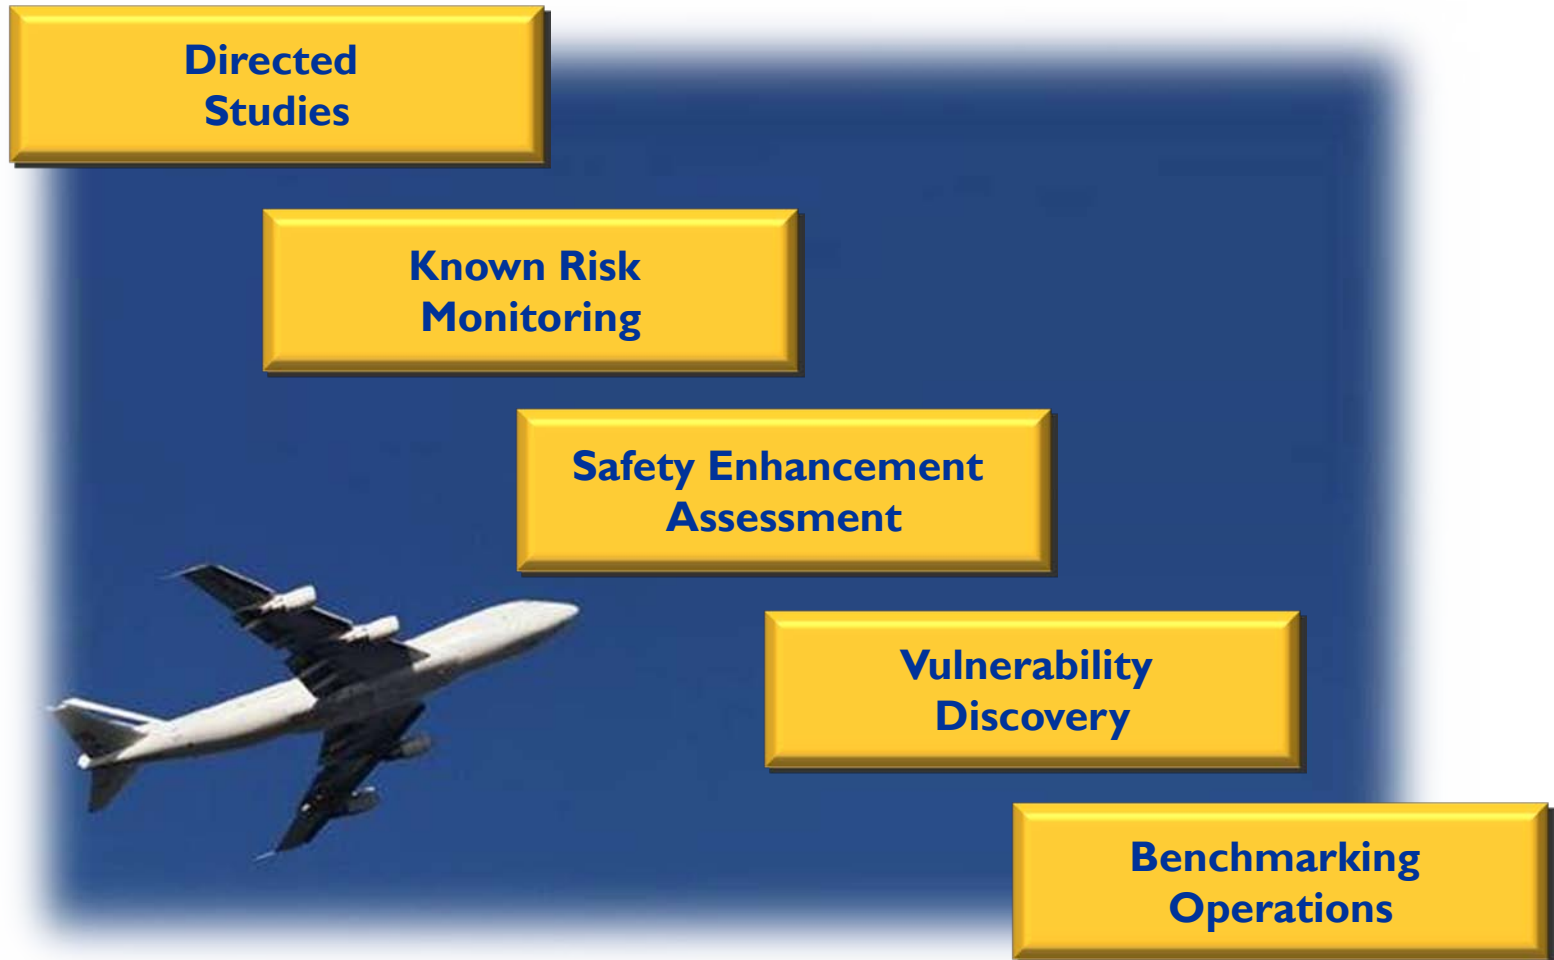 Directed
Studies
Known Risk
Monitoring
Safety Enhancement
Assessment
Vulnerability
Discovery
Benchmarking
Operations